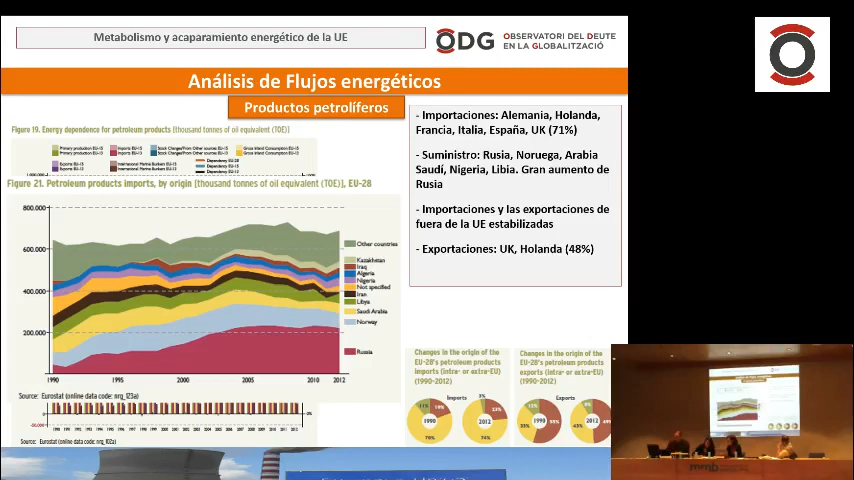 Metabolismo y acaparamiento energético de la UE
ODG
OBSERVATORI DEL DEUTE
EN LA GLOBALITZACIÓ
Análisis de Flujos energéticos
Productos petrolíferos
- Importaciones: Alemania, Holanda,
Francia, Italia, España, UK (71%)
- Suministro: Rusia, Noruega, Arabia
Saudí, Nigeria, Libia. Gran aumento de
Rusia
- Importaciones y las exportaciones de
fuera de la UE estabilizadas
- Exportaciones: UK, Holanda (48%)
Figure 19. Energy dependence for petroleum products [thousand tonnes of oil equivalent (TOE)]
Figure 21. Petroleum products imports, by origin [thousand tonnes of oil equivalent (TOE)], EU-28
800.000
600.000
400.000
200.000
Other countries
Kazakhstan
Iraq
Algeria
Nigeria
Not specified
Iran
Libya
Saudi Arabia
Norway
Russia
1990
1995
2000
2005
2010
2012
Source: Eurostat (online data code: nrg_123a)
Source: Eurostat (online data code: nrg_102a)
Changes in the origin of
the EU-28's petroleum products
imports (intra- or extra-EU)
(1990-2012)
Imports
1990
19%
76%
2012
3%
23%
74%
Changes in the origin of
the EU-28's petroleum products
exports (intra- or extra-EU)
(1990-2012)
Exports
1990
55%
2012
mmb